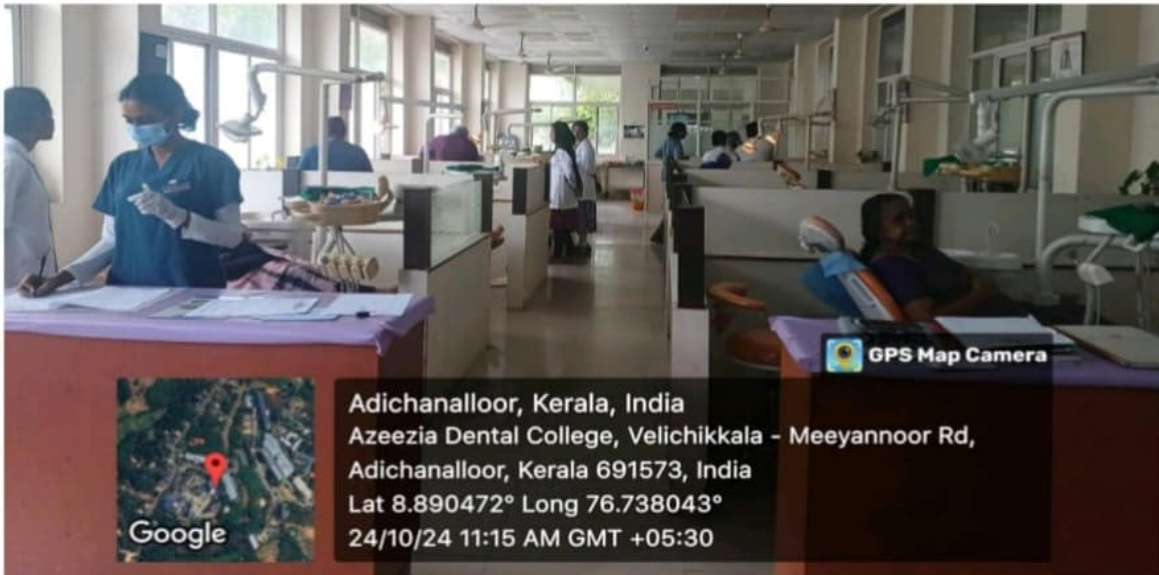 GPS Map Camera
Adichanalloor, Kerala, India
Azeezia Dental College, Velichikkala - Meeyannoor Rd,
Adichanalloor, Kerala 691573, India
Lat 8.890472° Long 76.738043°
24/10/24 11:15 AM GMT +05:30
Google